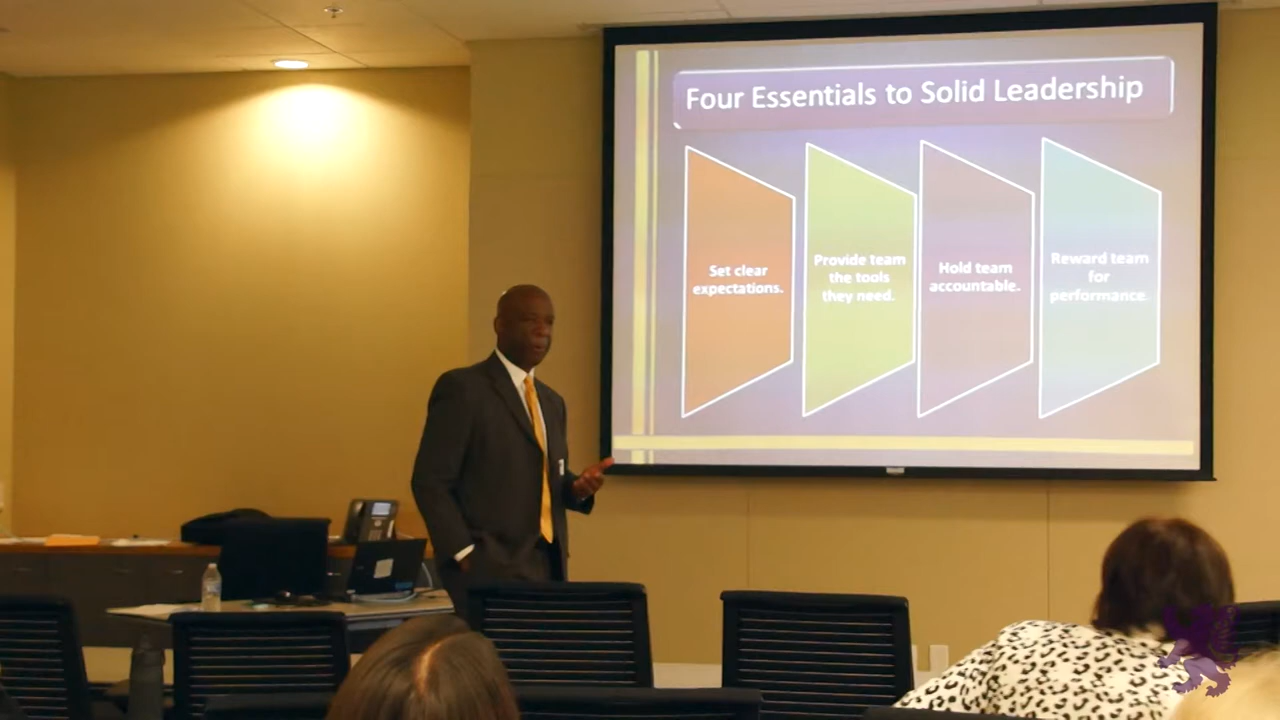 Four Essentials to Solid Leadership
Set clear
expectations.
Provide team
the tools
they need.
Hold team
accountable.
Reward team
for
performance.